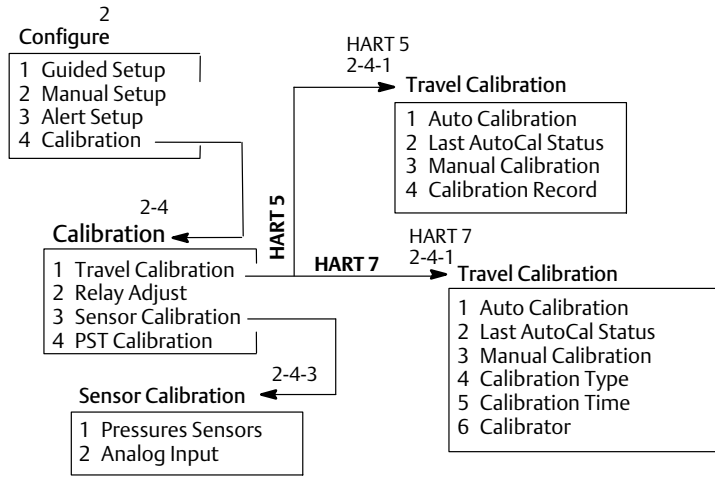 2
Configure
1 Guided Setup
2 Manual Setup
3 Alert Setup
4 Calibration
2-4
Calibration
1 Travel Calibration
2 Relay Adjust
3 Sensor Calibration
4 PST Calibration
2-4-3
Sensor Calibration
1 Pressures Sensors
2 Analog Input
HART 5
HART 5
2-4-1
Travel Calibration
1 Auto Calibration
2 Last AutoCal Status
3 Manual Calibration
4 Calibration Record
HART 7
HART 7
2-4-1
Travel Calibration
1 Auto Calibration
2 Last AutoCal Status
3 Manual Calibration
4 Calibration Type
5 Calibration Time
6 Calibrator